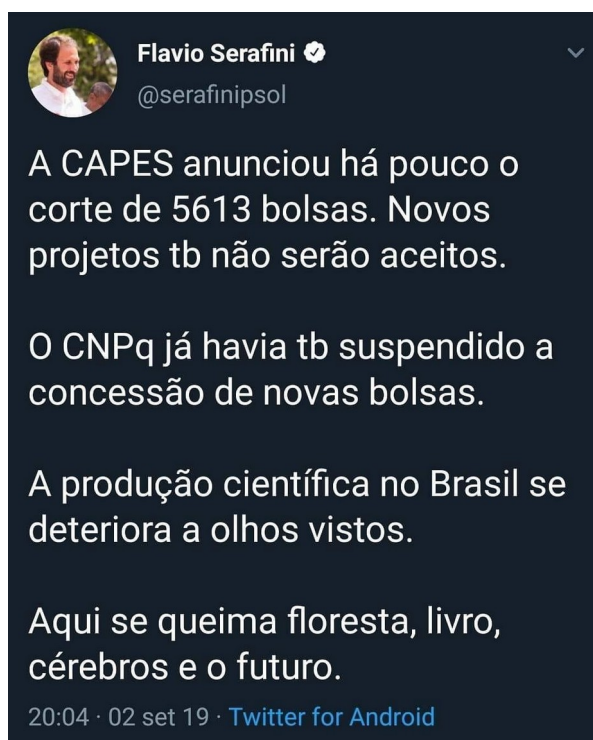 Flavio Serafini
@serafinipsol
A CAPES anunciou há pouco o
corte de 5613 bolsas. Novos
projetos tb não serão aceitos.
O CNPq já havia tb suspendido a
concessão de novas bolsas.
A produção científica no Brasil se
deteriora a olhos vistos.
Aqui se queima floresta, livro,
cérebros e o futuro.
20:04 · 02 set 19 · Twitter for Android